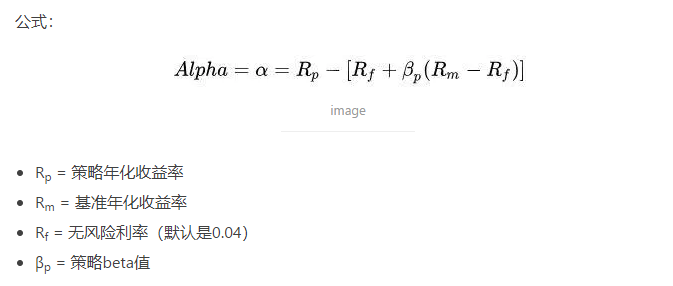 公式：
Alpha = α = Rp − [Rf + βp(Rm − Rf)]
image
• Rp = 策略年化收益率
• Rm = 基准年化收益率
• Rf = 无风险利率（默认是0.04）
• βp = 策略beta值